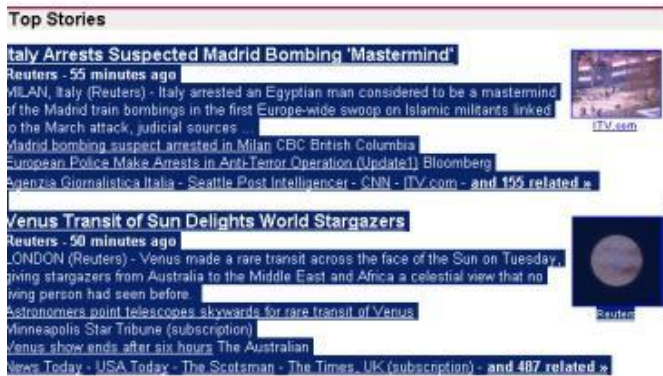 Top Stories
Italy Arrests Suspected Madrid Bombing 'Mastermind'
Reuters - 55 minutes ago
MILAN, Italy (Reuters) - Italy arrested an Egyptian man considered to be a mastermind
of the Madrid train bombings in the first Europe-wide swoop on Islamic militants linked
to the March attack, judicial sources ...
Madrid bombing suspect arrested in Milan CBC British Columbia
European Police Make Arrests in Anti-Terror Operation (Update1) Bloomberg
Agenzia Giornalistica Italia - Seattle Post Intelligencer - CNN - ITV.com - and 155 related »
ITV.com
Venus Transit of Sun Delights World Stargazers
Reuters - 50 minutes ago
LONDON (Reuters) - Venus made a rare transit across the face of the Sun on Tuesday,
giving stargazers from Australia to the Middle East and Africa a celestial view that no
living person had seen before.
Astronomers point telescopes skywards for rare transit of Venus
Minneapolis Star Tribune (subscription)
Venus show ends after six hours The Australian
News Today - USA Today - The Scotsman - The Times, UK (subscription) - and 487 related »
Reuters